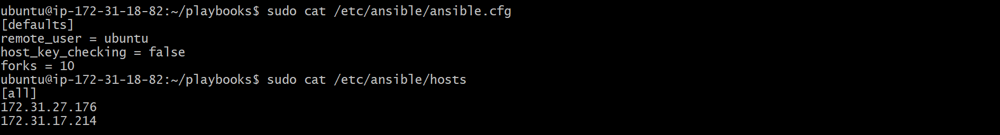 ubuntu@ip-172-31-18-82:~/playbooks$ sudo cat /etc/ansible/ansible.cfg
[defaults]
remote_user = ubuntu
host_key_checking = false
forks = 10
ubuntu@ip-172-31-18-82:~/playbooks$ sudo cat /etc/ansible/hosts
[all]
172.31.27.176
172.31.17.214